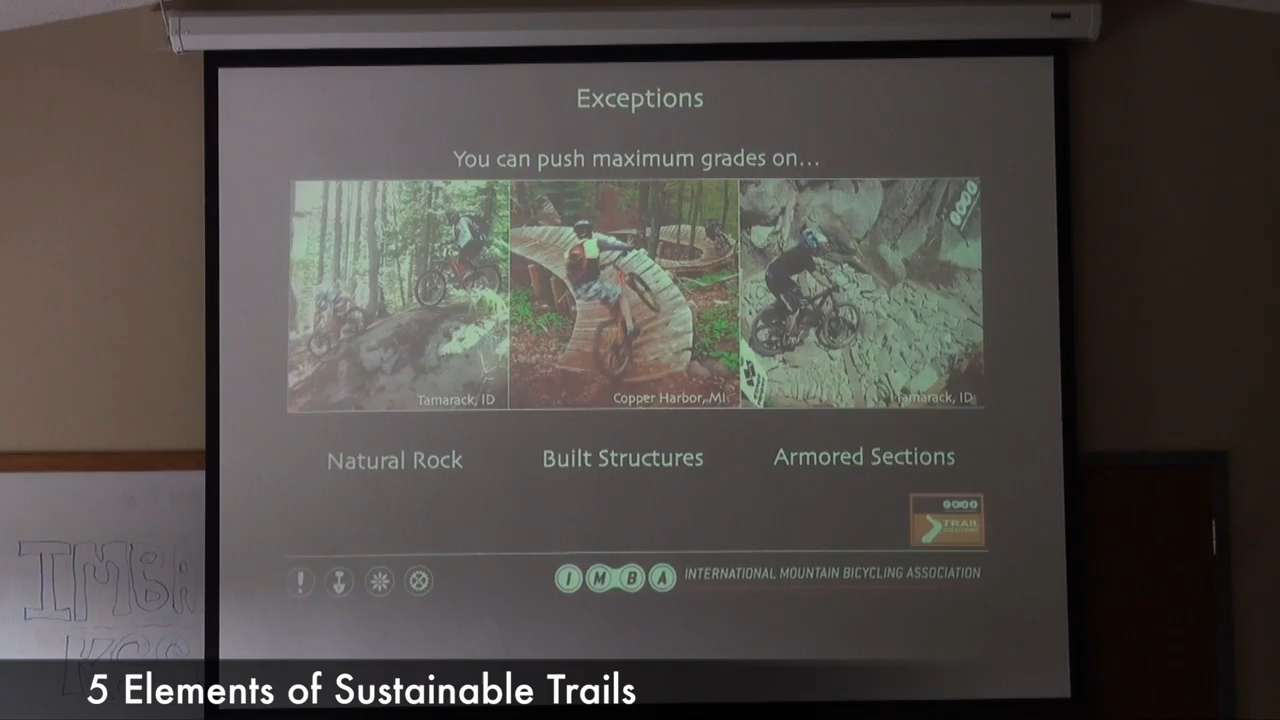 Exceptions
You can push maximum grades on...
Tamarack, ID
Copper Harbor, MI
Tamarack, ID
Natural Rock
Built Structures
Armored Sections
TRAIL
IMBA INTERNATIONAL MOUNTAIN BICYCLING ASSOCIATION
IMBA
5 Elements of Sustainable Trails